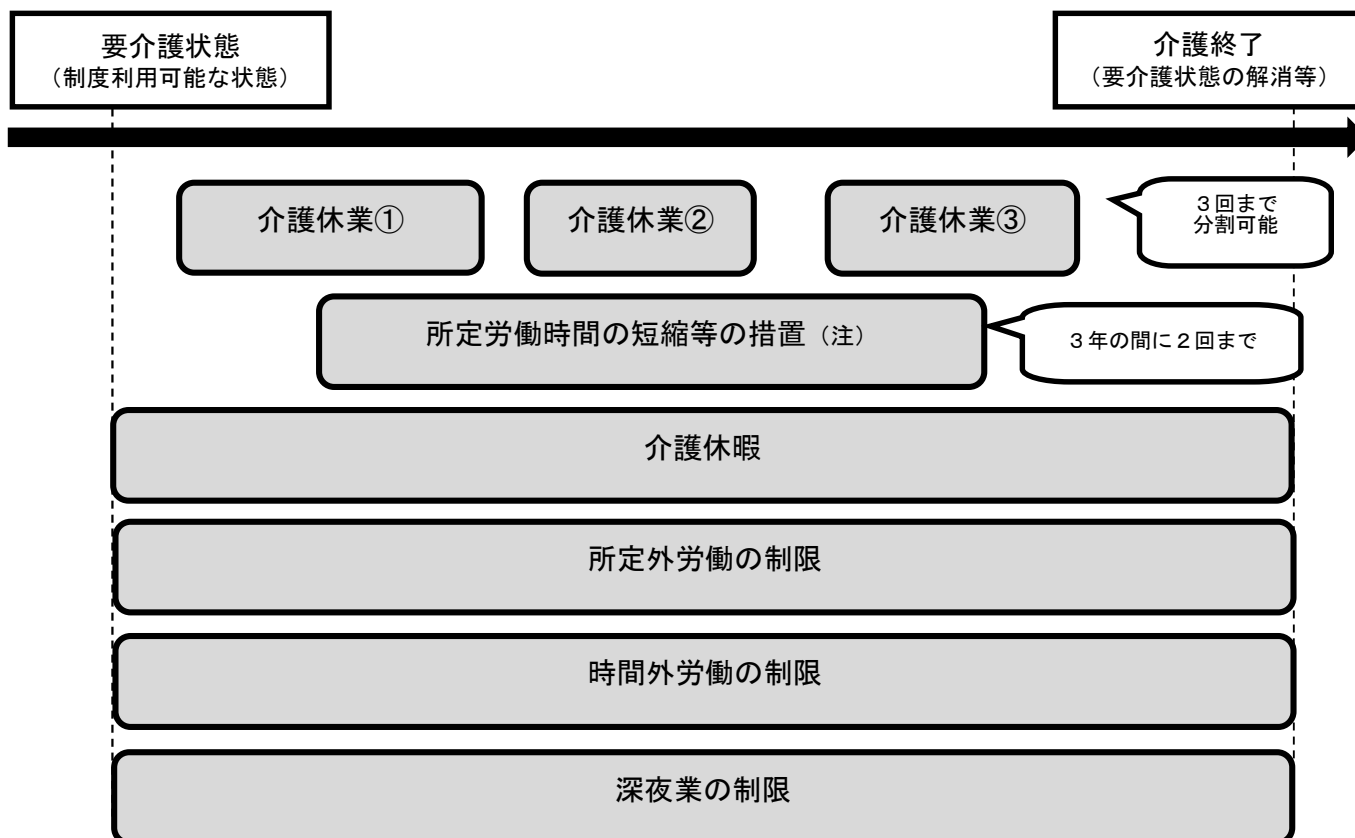 要介護状態
（制度利用可能な状態）
介護終了
（要介護状態の解消等）
介護休業①
介護休業②
介護休業③
３回まで
分割可能
所定労働時間の短縮等の措置（注）
３年の間に２回まで
介護休暇
所定外労働の制限
時間外労働の制限
深夜業の制限